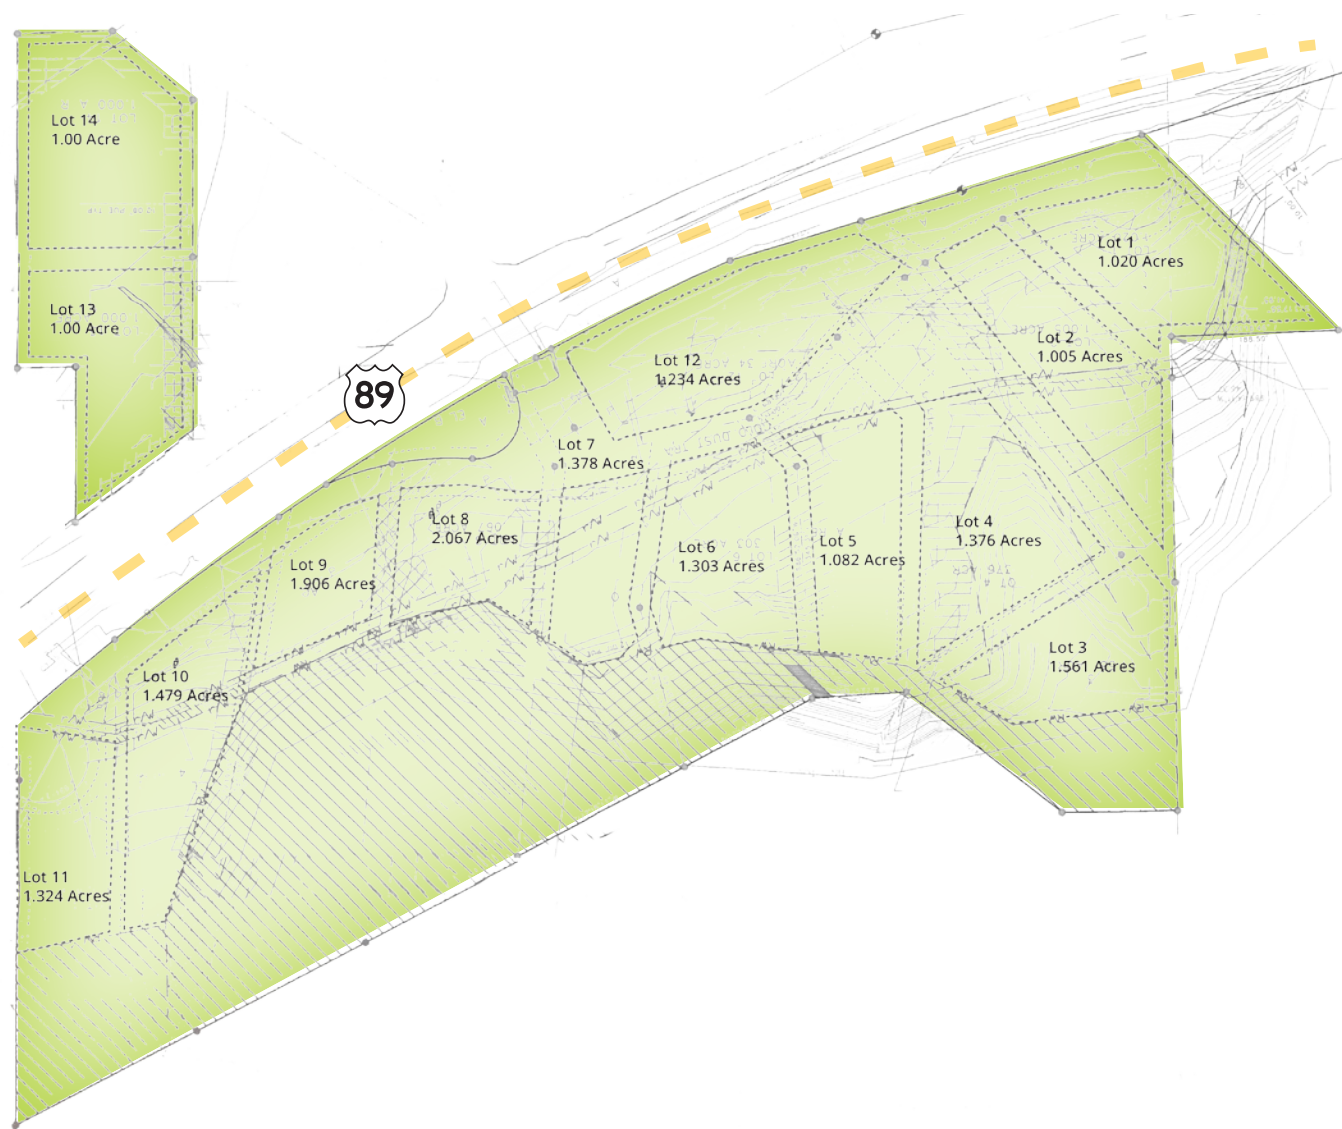 Lot 14
1.00 Acre
Lot 13
1.00 Acre
Lot 1
1.020 Acres
Lot 2
1.005 Acres
Lot 12
1.234 Acres
89
Lot 7
1.378 Acres
Lot 8
2.067 Acres
Lot 4
1.376 Acres
Lot 5
1.082 Acres
Lot 6
1.303 Acres
Lot 9
1.906 Acres
Lot 3
1.561 Acres
Lot 10
1.479 Acres
Lot 11
1.324 Acres